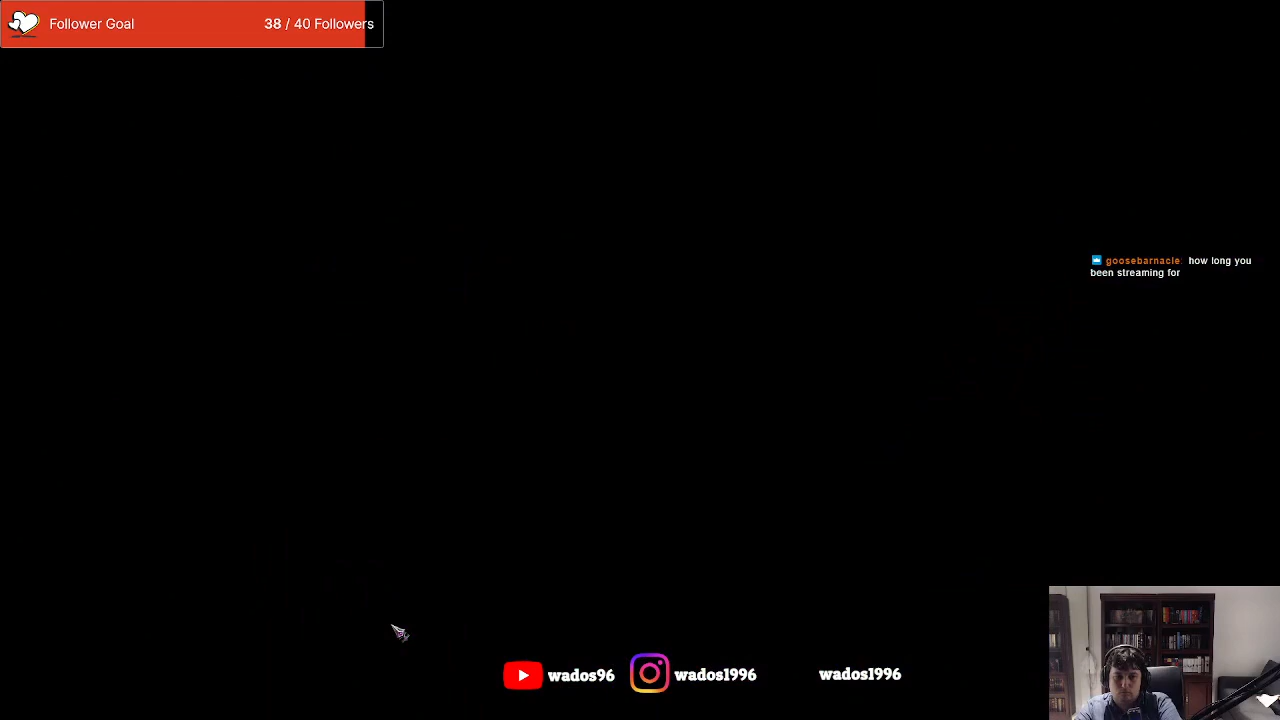 Follower Goal 38 / 40 Followers
goosebarnacle: how long you
been streaming for
wados96 wados1996 wados1996